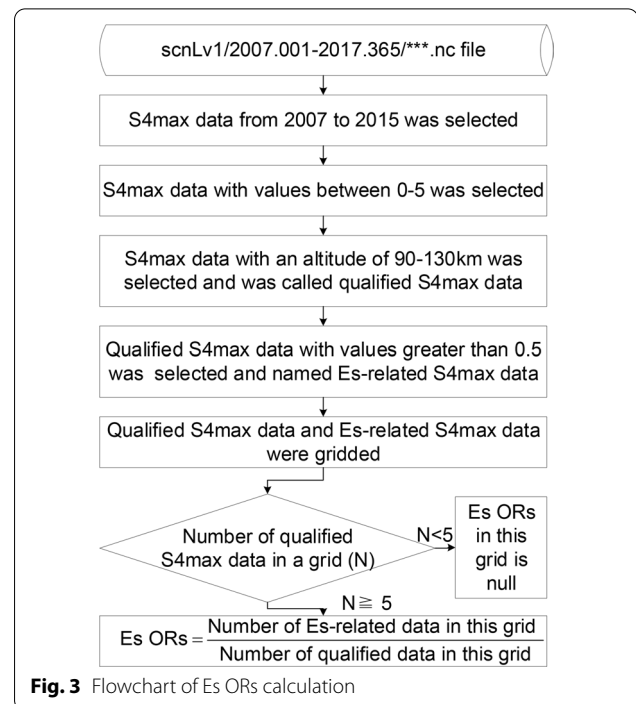 scnLv1/2007.001-2017.365/***.nc file
S4max data from 2007 to 2015 was selected
S4max data with values between 0-5 was selected
S4max data with an altitude of 90-130km was
selected and was called qualified S4max data
Qualified S4max data with values greater than 0.5
was selected and named Es-related S4max data
Qualified S4max data and Es-related S4max data
were gridded
Number of qualified
S4max data in a grid (N)
N<5
Es ORs
in this
grid is
null
N≧ 5
Es ORs = Number of Es-related data in this grid
Number of qualified data in this grid
Fig. 3 Flowchart of Es ORs calculation